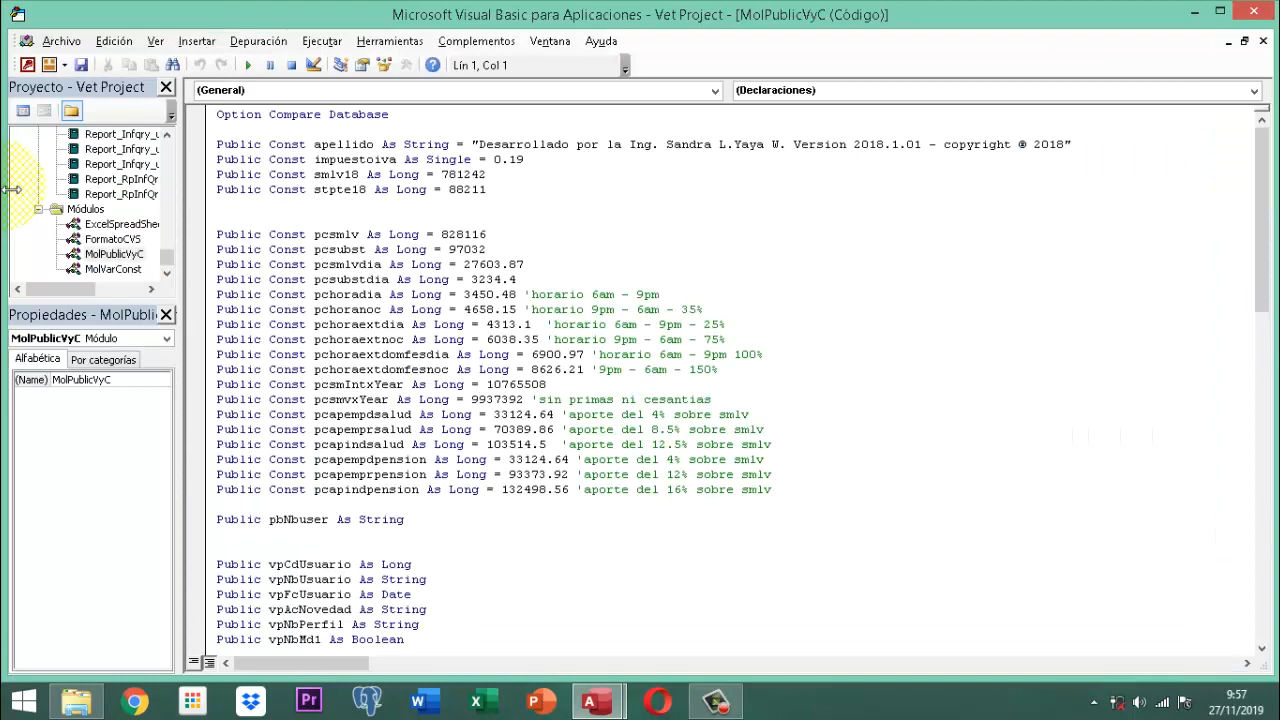 Microsoft Visual Basic para Aplicaciones - Vet Project - [MolPublicVyC (Código)]
Archivo Edición Ver Insertar Depuración Ejecutar Herramientas Complementos Ventana Ayuda
Lín 1, Col 1
Proyecto - Vet Project
Report_Infqry_u
Report_Infqry_u
Report_Infqry_u
Report_RpInfQr
Report_RpInfQr
Módulos
ExcelSpreadShe
FormatoCVS
MolPublicVyC
MolVarConst
Propiedades - MolPubli
MolPublicVyC Módulo
Alfabética Por categorías
(Name) MolPublicVyC
(General) (Declaraciones)
Option Compare Database
Public Const apellido As String = "Desarrollado por la Ing. Sandra L.Yaya W. Version 2018.1.01 - copyright @ 2018"
Public Const impuestoiva As Single = 0.19
Public Const smlv18 As Long = 781242
Public Const stpte18 As Long = 88211
Public Const pcsmlv As Long = 828116
Public Const pcsubst As Long = 97032
Public Const pcsmlvdia As Long = 27603.87
Public Const pcsubstdia As Long = 3234.4
Public Const pchoradia As Long = 3450.48 'horario 6am - 9pm
Public Const pchoranoc As Long = 4658.15 'horario 9pm - 6am - 35%
Public Const pchoraextdia As Long = 4313.1 'horario 6am - 9pm - 25%
Public Const pchoraextnoc As Long = 6038.35 'horario 9pm - 6am - 75%
Public Const pchoraextdomfesdia As Long = 6900.97 'horario 6am - 9pm 100%
Public Const pchoraextdomfesnoc As Long = 8626.21 '9pm - 6am - 150%
Public Const pcsmIntxYear As Long = 10765508
Public Const pcsmvxYear As Long = 9937392 'sin primas ni cesantias
Public Const pcapempdsalud As Long = 33124.64 'aporte del 4% sobre smlv
Public Const pcapemprsalud As Long = 70389.86 'aporte del 8.5% sobre smlv
Public Const pcapindsalud As Long = 103514.5 'aporte del 12.5% sobre smlv
Public Const pcapempdpension As Long = 33124.64 'aporte del 4% sobre smlv
Public Const pcapemprpension As Long = 93373.92 'aporte del 12% sobre smlv
Public Const pcapindpension As Long = 132498.56 'aporte del 16% sobre smlv
Public pbNbuser As String
Public vpCdUsuario As Long
Public vpNbUsuario As String
Public vpFcUsuario As Date
Public vpAcNovedad As String
Public vpNbPerfil As String
Public vpNbMd1 As Boolean
Pr
9:57
27/11/2019